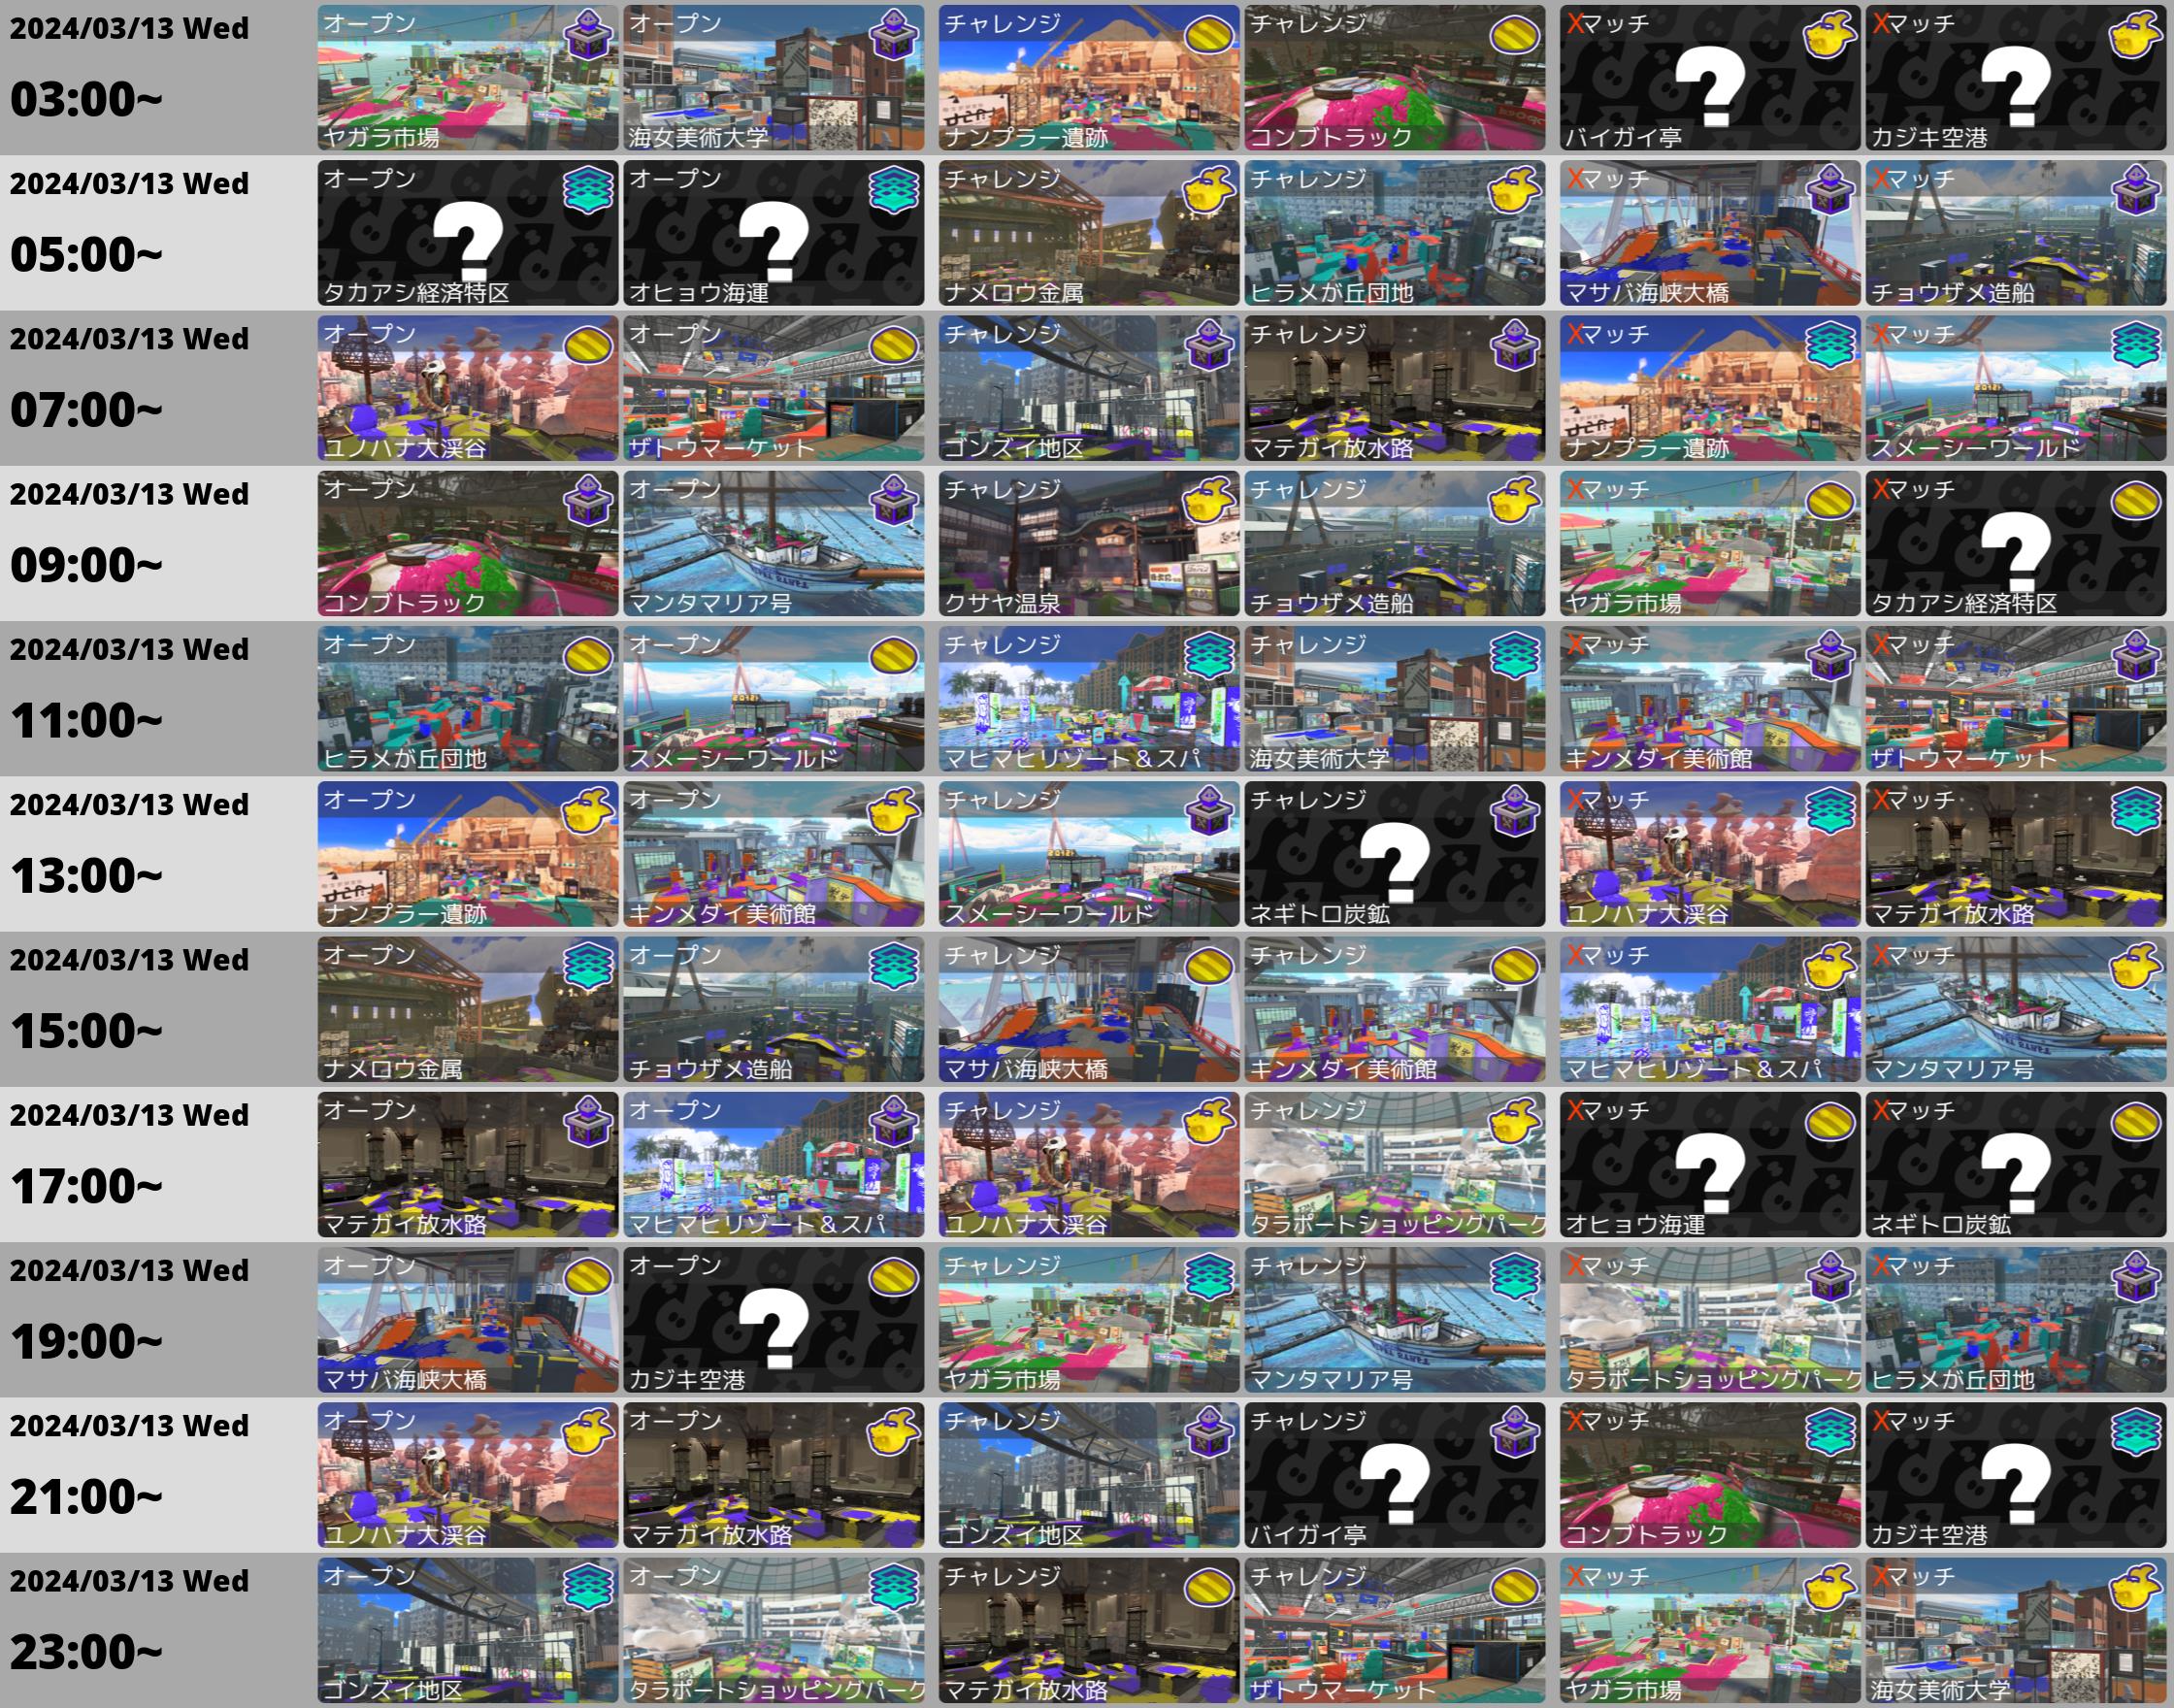 2024/03/13 Wed
03:00~
オープン
ヤガラ市場
オープン
海女美術大学
チャレンジ
ナンプラー遺跡
チャレンジ
コンブトラック
Xマッチ
バイガイ亭
Xマッチ
カジキ空港
2024/03/13 Wed
05:00~
オープン
タカアシ経済特区
オープン
オヒョウ海運
チャレンジ
ナメロウ金属
チャレンジ
ヒラメが丘団地
Xマッチ
マサバ海峡大橋
Xマッチ
チョウザメ造船
2024/03/13 Wed
07:00~
オープン
ユノハナ大渓谷
オープン
ザトウマーケット
チャレンジ
ゴンズイ地区
チャレンジ
マテガイ放水路
Xマッチ
ナンプラー遺跡
Xマッチ
スメーシーワールド
2024/03/13 Wed
09:00~
オープン
コンブトラック
オープン
マンタマリア号
チャレンジ
クサヤ温泉
チャレンジ
チョウザメ造船
Xマッチ
ヤガラ市場
Xマッチ
タカアシ経済特区
2024/03/13 Wed
11:00~
オープン
ヒラメが丘団地
オープン
スメーシーワールド
チャレンジ
マヒマヒリゾート＆スパ
チャレンジ
海女美術大学
Xマッチ
キンメダイ美術館
Xマッチ
ザトウマーケット
2024/03/13 Wed
13:00~
オープン
ナンプラー遺跡
オープン
キンメダイ美術館
チャレンジ
スメーシーワールド
チャレンジ
ネギトロ炭鉱
Xマッチ
ユノハナ大渓谷
Xマッチ
マテガイ放水路
2024/03/13 Wed
15:00~
オープン
ナメロウ金属
オープン
チョウザメ造船
チャレンジ
マサバ海峡大橋
チャレンジ
キンメダイ美術館
Xマッチ
マヒマヒリゾート＆スパ
Xマッチ
マンタマリア号
2024/03/13 Wed
17:00~
オープン
マテガイ放水路
オープン
マヒマヒリゾート＆スパ
チャレンジ
ユノハナ大渓谷
チャレンジ
タラポートショッピングパーク
Xマッチ
オヒョウ海運
Xマッチ
ネギトロ炭鉱
2024/03/13 Wed
19:00~
オープン
マサバ海峡大橋
オープン
カジキ空港
チャレンジ
ヤガラ市場
チャレンジ
マンタマリア号
Xマッチ
タラポートショッピングパーク
Xマッチ
ヒラメが丘団地
2024/03/13 Wed
21:00~
オープン
ユノハナ大渓谷
オープン
マテガイ放水路
チャレンジ
ゴンズイ地区
チャレンジ
バイガイ亭
Xマッチ
コンブトラック
Xマッチ
カジキ空港
2024/03/13 Wed
23:00~
オープン
ゴンズイ地区
オープン
タラポートショッピングパーク
チャレンジ
マテガイ放水路
チャレンジ
ザトウマーケット
Xマッチ
ヤガラ市場
Xマッチ
海女美術大学